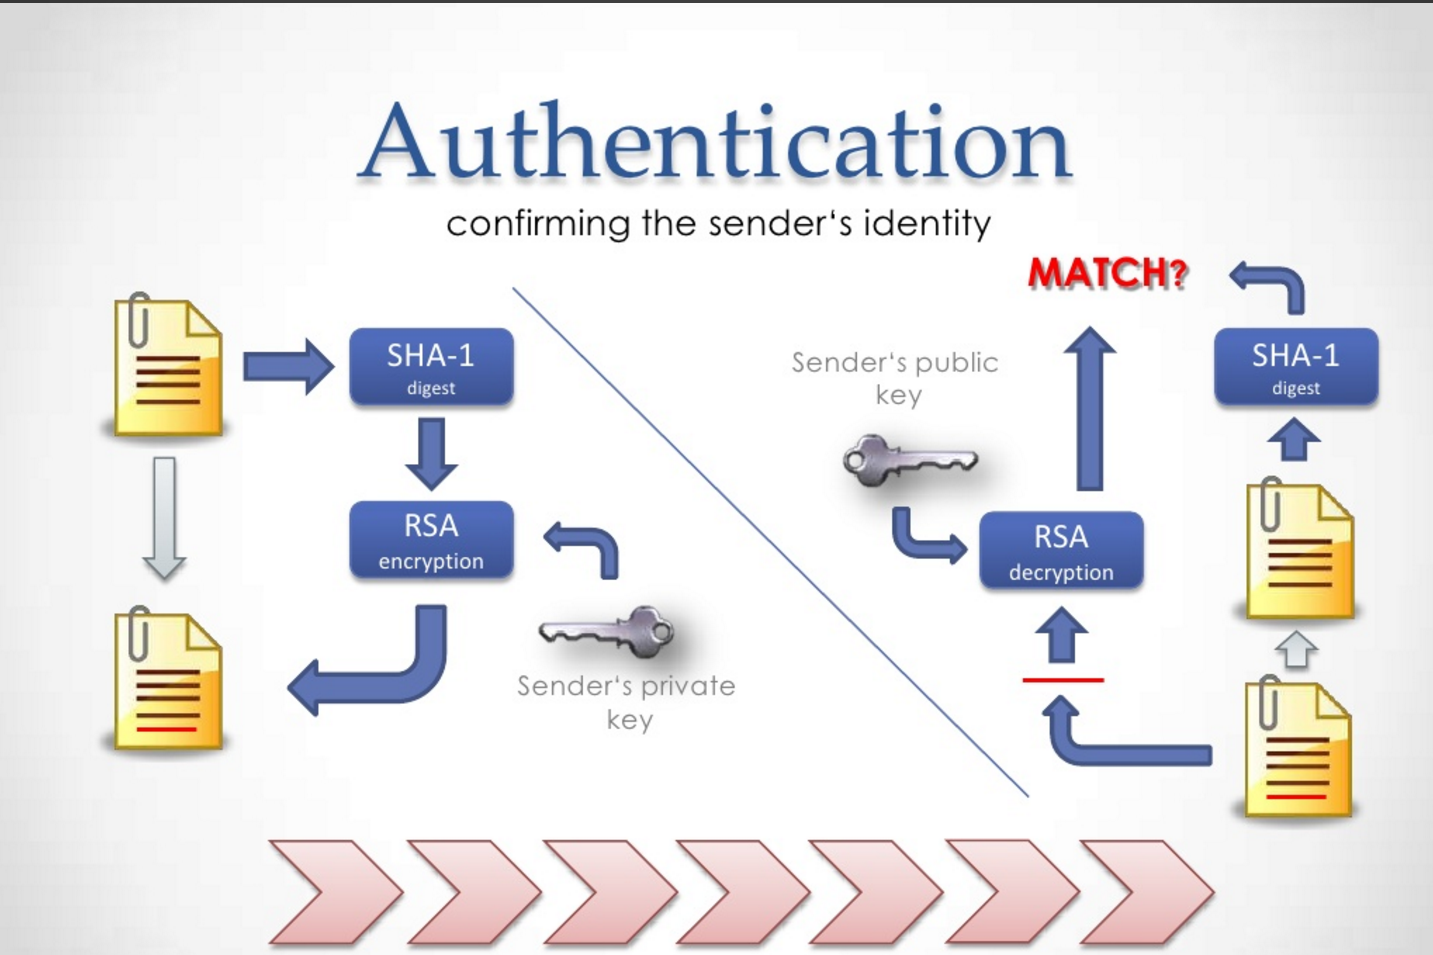 Authentication
confirming the sender‘s identity
MATCH?
SHA-1
digest
RSA
encryption
Sender‘s private
key
Sender‘s public
key
RSA
decryption
SHA-1
digest